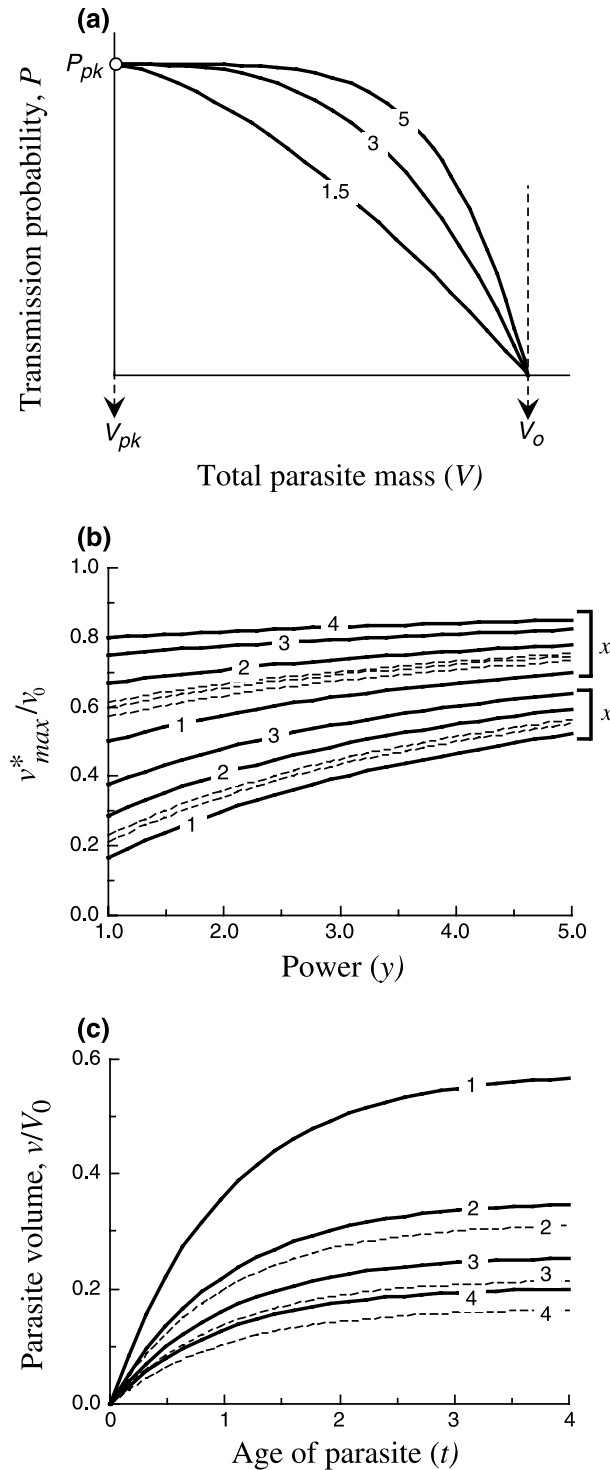 (a)
Transmission probability, P
P_pk
5
3
1.5
V_pk
V_o
Total parasite mass (V)
(b)
v*_max/v_0
1.0
0.8
0.6
0.4
0.2
0.0
4
3
2
1
3
2
1
x
x
1.0 2.0 3.0 4.0 5.0
Power (y)
(c)
Parasite volume, v/V_0
0.6
0.4
0.2
0.0
1
2
2
3
3
4
4
0 1 2 3 4
Age of parasite (t)